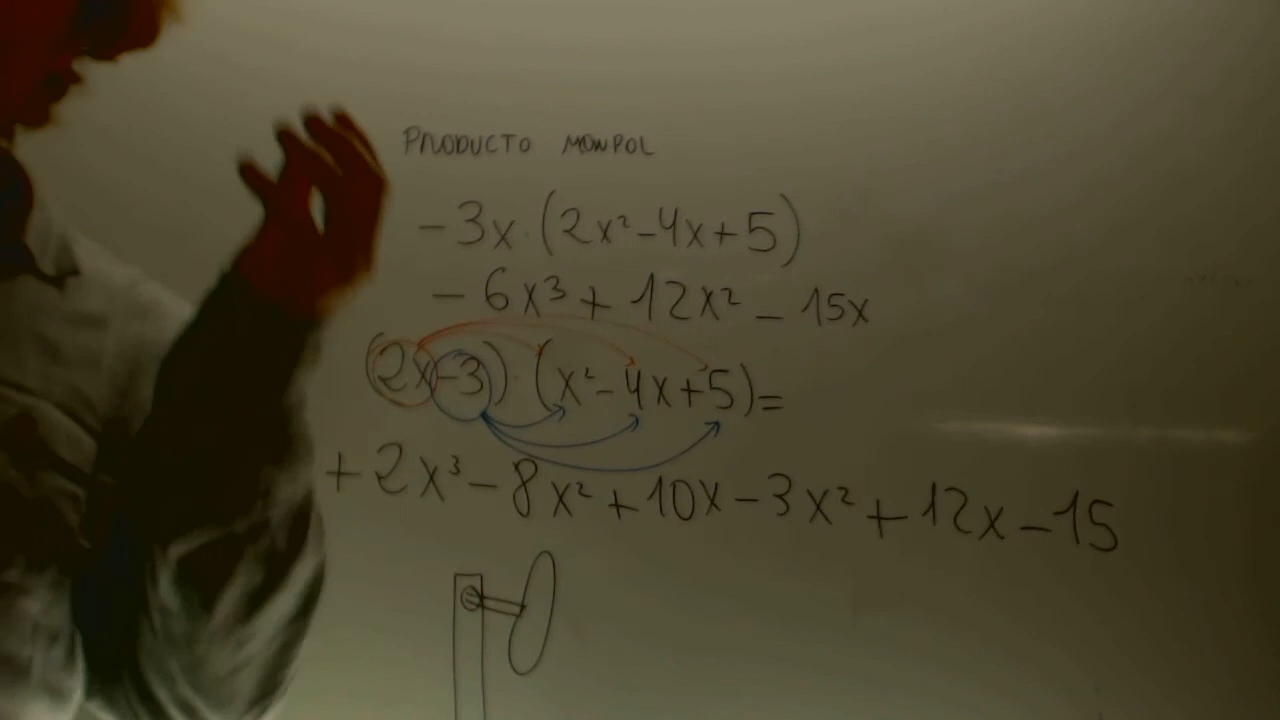 PRODUCTO MONPOL
-3x·(2x²-4x+5)
-6x³+12x²-15x
(2x-3)·(x²-4x+5)=
+2x³-8x²+10x-3x²+12x-15